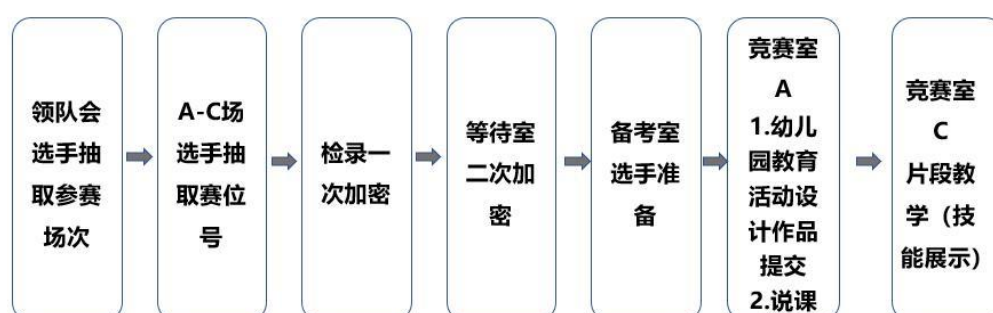 领队会
选手抽
取参赛
场次
A-C场
选手抽
取赛位
号
检录一
次加密
等待室
二次加
密
备考室
选手准
备
竞赛室
A
1.幼儿
园教育
活动设
计作品
提交
2.说课
竞赛室
C
片段教
学（技
能展示）